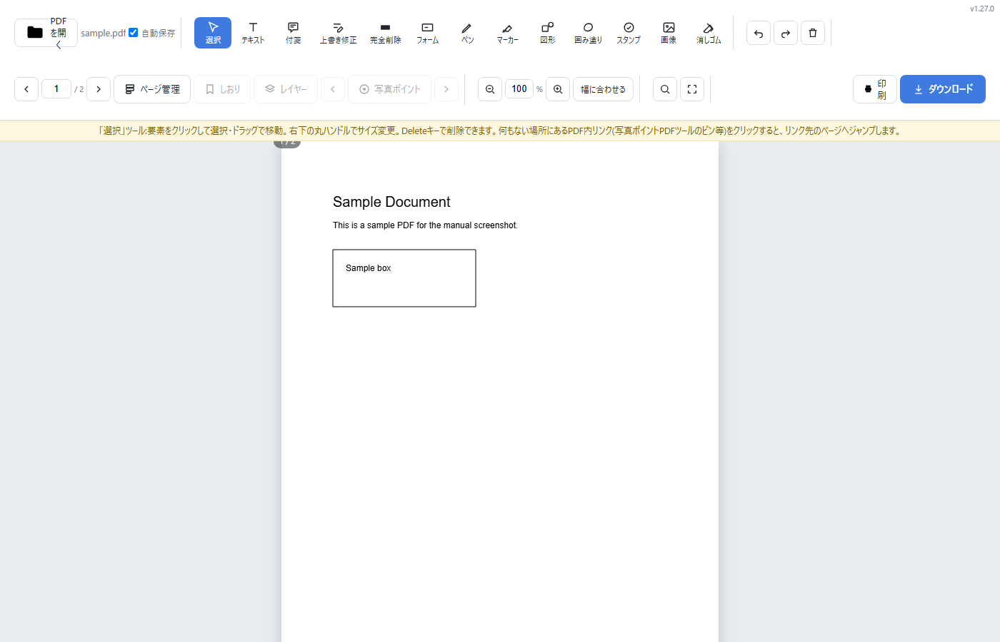 v1.27.0
PDF
を開
く
sample.pdf 自動保存
選択 テキスト 付箋 上書き修正 完全削除 フォーム ペン マーカー 図形 囲み塗り スタンプ 画像 消しゴム
1 / 2 ページ管理 しおり レイヤー 写真ポイント 100 % 幅に合わせる
印
刷
ダウンロード
「選択」ツール:要素をクリックして選択・ドラッグで移動。右下の丸ハンドルでサイズ変更。Deleteキーで削除できます。何もない場所にあるPDF内リンク(写真ポイントPDFツールのピン等)をクリックすると、リンク先のページへジャンプします。
1 / 2
Sample Document
This is a sample PDF for the manual screenshot.
Sample box